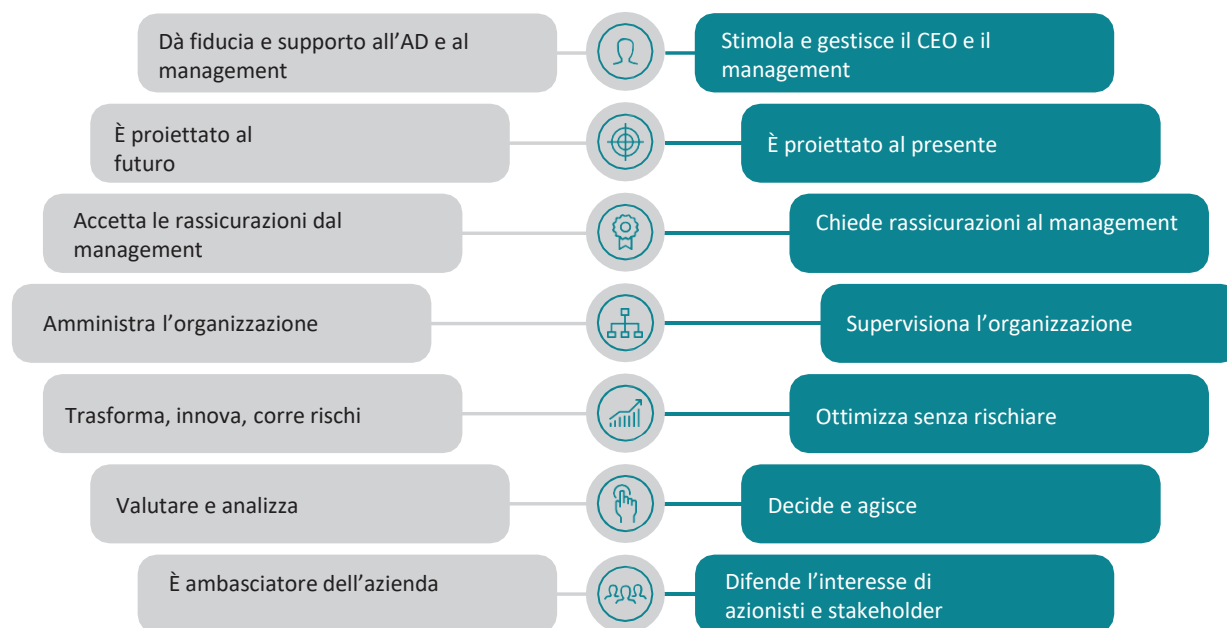 Dà fiducia e supporto all’AD e al
management
Stimola e gestisce il CEO e il
management
È proiettato al
futuro
È proiettato al presente
Accetta le rassicurazioni dal
management
Chiede rassicurazioni al management
Amministra l’organizzazione
Supervisiona l’organizzazione
Trasforma, innova, corre rischi
Ottimizza senza rischiare
Valutare e analizza
Decide e agisce
È ambasciatore dell’azienda
Difende l’interesse di
azionisti e stakeholder